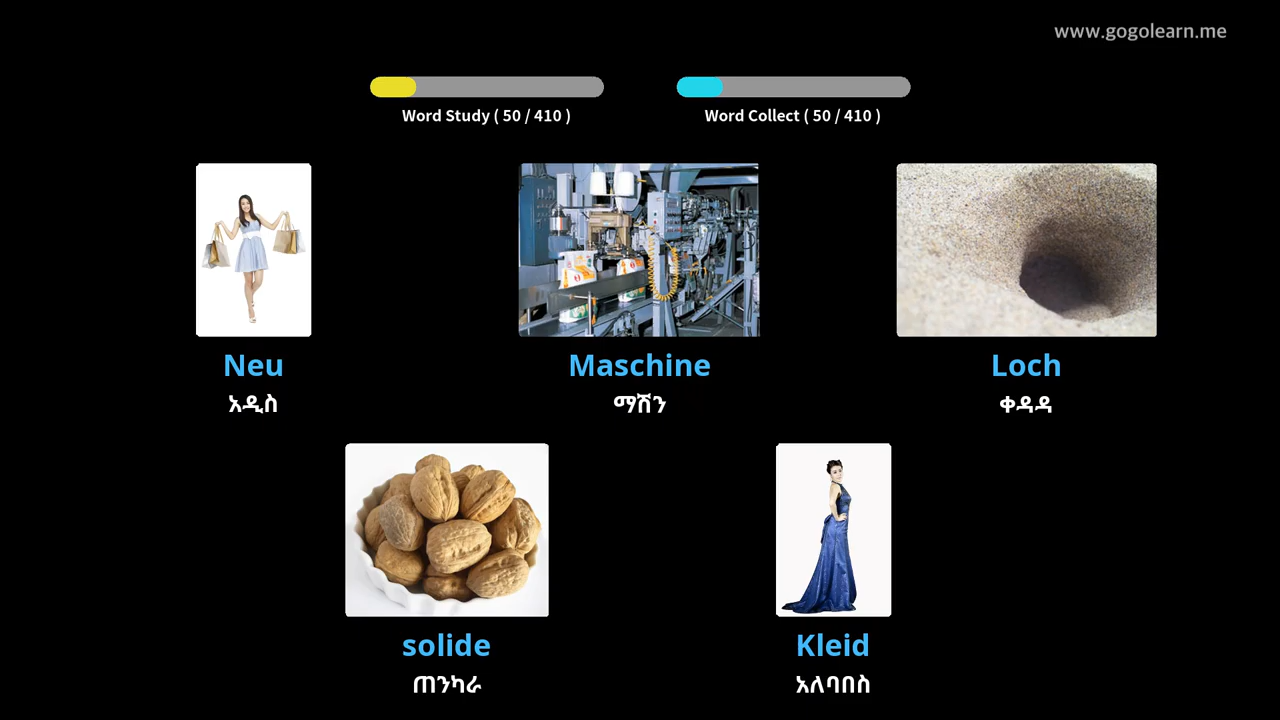 www.gogolearn.me
Word Study ( 50 / 410 )
Word Collect ( 50 / 410 )
Neu
አዲስ
Maschine
ማሽን
Loch
ቀዳዳ
solide
ጠንካራ
Kleid
አለባበስ